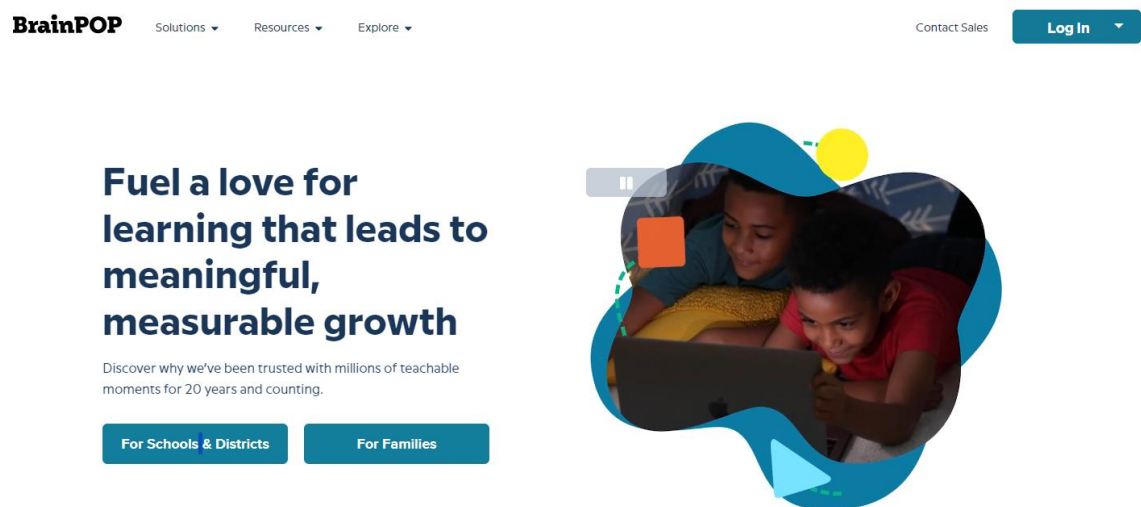 BrainPOP Solutions Resources Explore Contact Sales Log In
Fuel a love for
learning that leads to
meaningful,
measurable growth
Discover why we've been trusted with millions of teachable
moments for 20 years and counting.
For Schools & Districts For Families